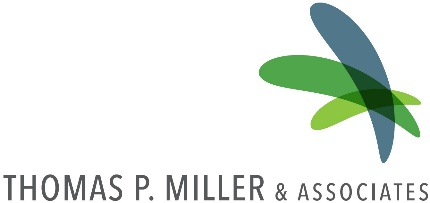 THOMAS P. MILLER & ASSOCIATES